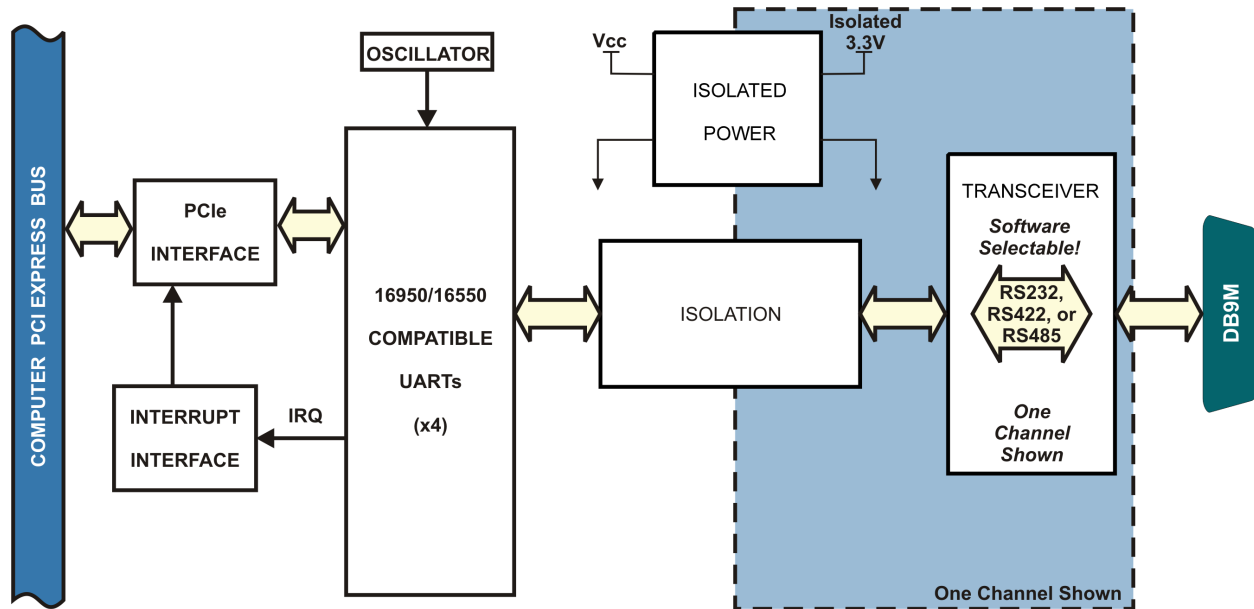 COMPUTER PCI EXPRESS BUS
PCIe
INTERFACE
INTERRUPT
INTERFACE
IRQ
OSCILLATOR
16950/16550
COMPATIBLE
UARTs
(x4)
Vcc
ISOLATED
POWER
Isolated
3.3V
ISOLATION
TRANSCEIVER
Software
Selectable!
RS232,
RS422, or
RS485
One
Channel
Shown
One Channel Shown
DB9M